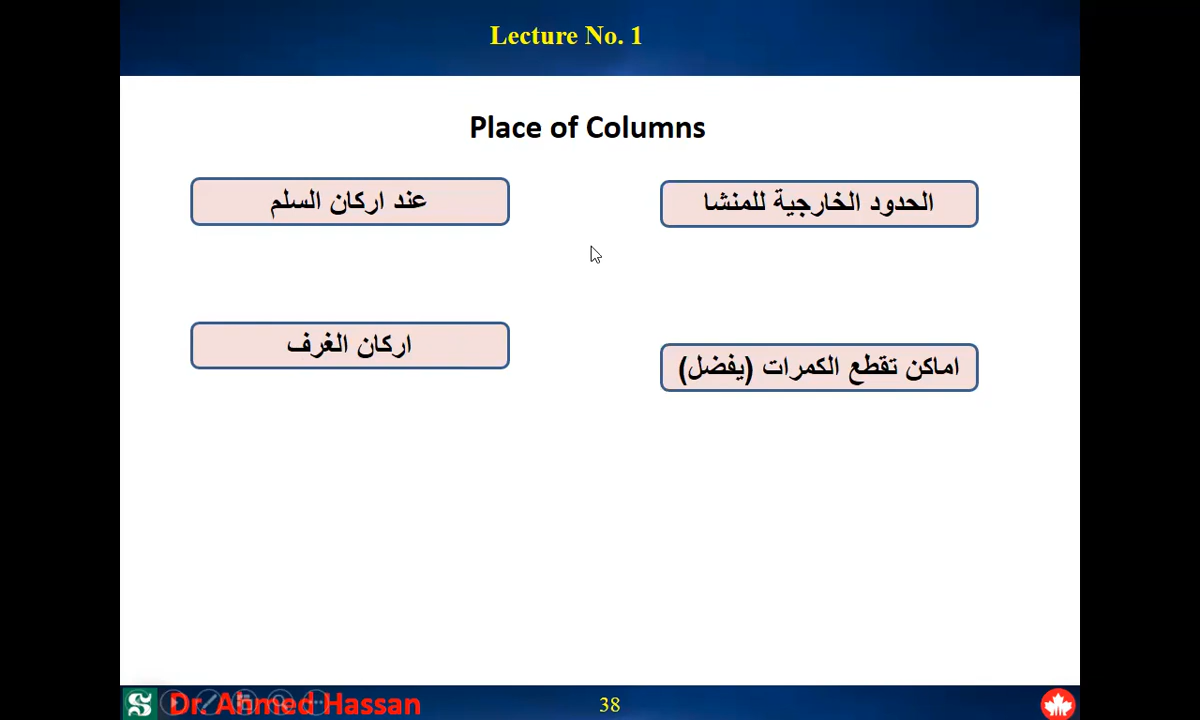 Lecture No. 1
Place of Columns
الحدود الخارجية للمنشا
عند اركان السلم
اركان الغرف
اماكن تقطع الكمرات (يفضل)
Dr. Ahmed Hassan
38